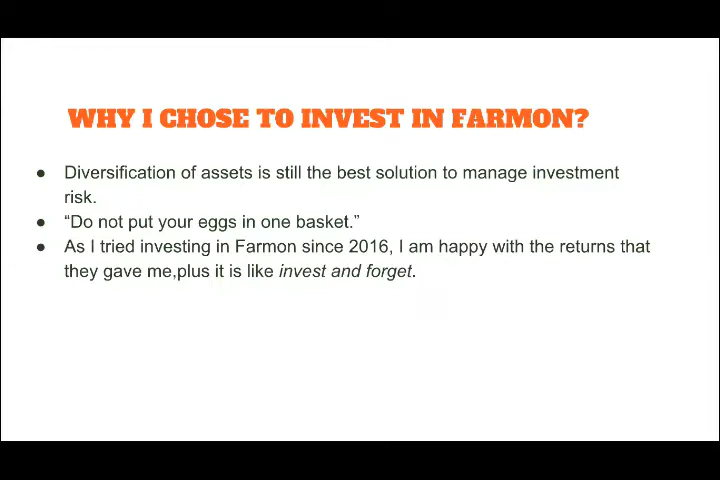 WHY I CHOSE TO INVEST IN FARMON?
● Diversification of assets is still the best solution to manage investment
risk.
● “Do not put your eggs in one basket.”
● As I tried investing in Farmon since 2016, I am happy with the returns that
they gave me,plus it is like invest and forget.